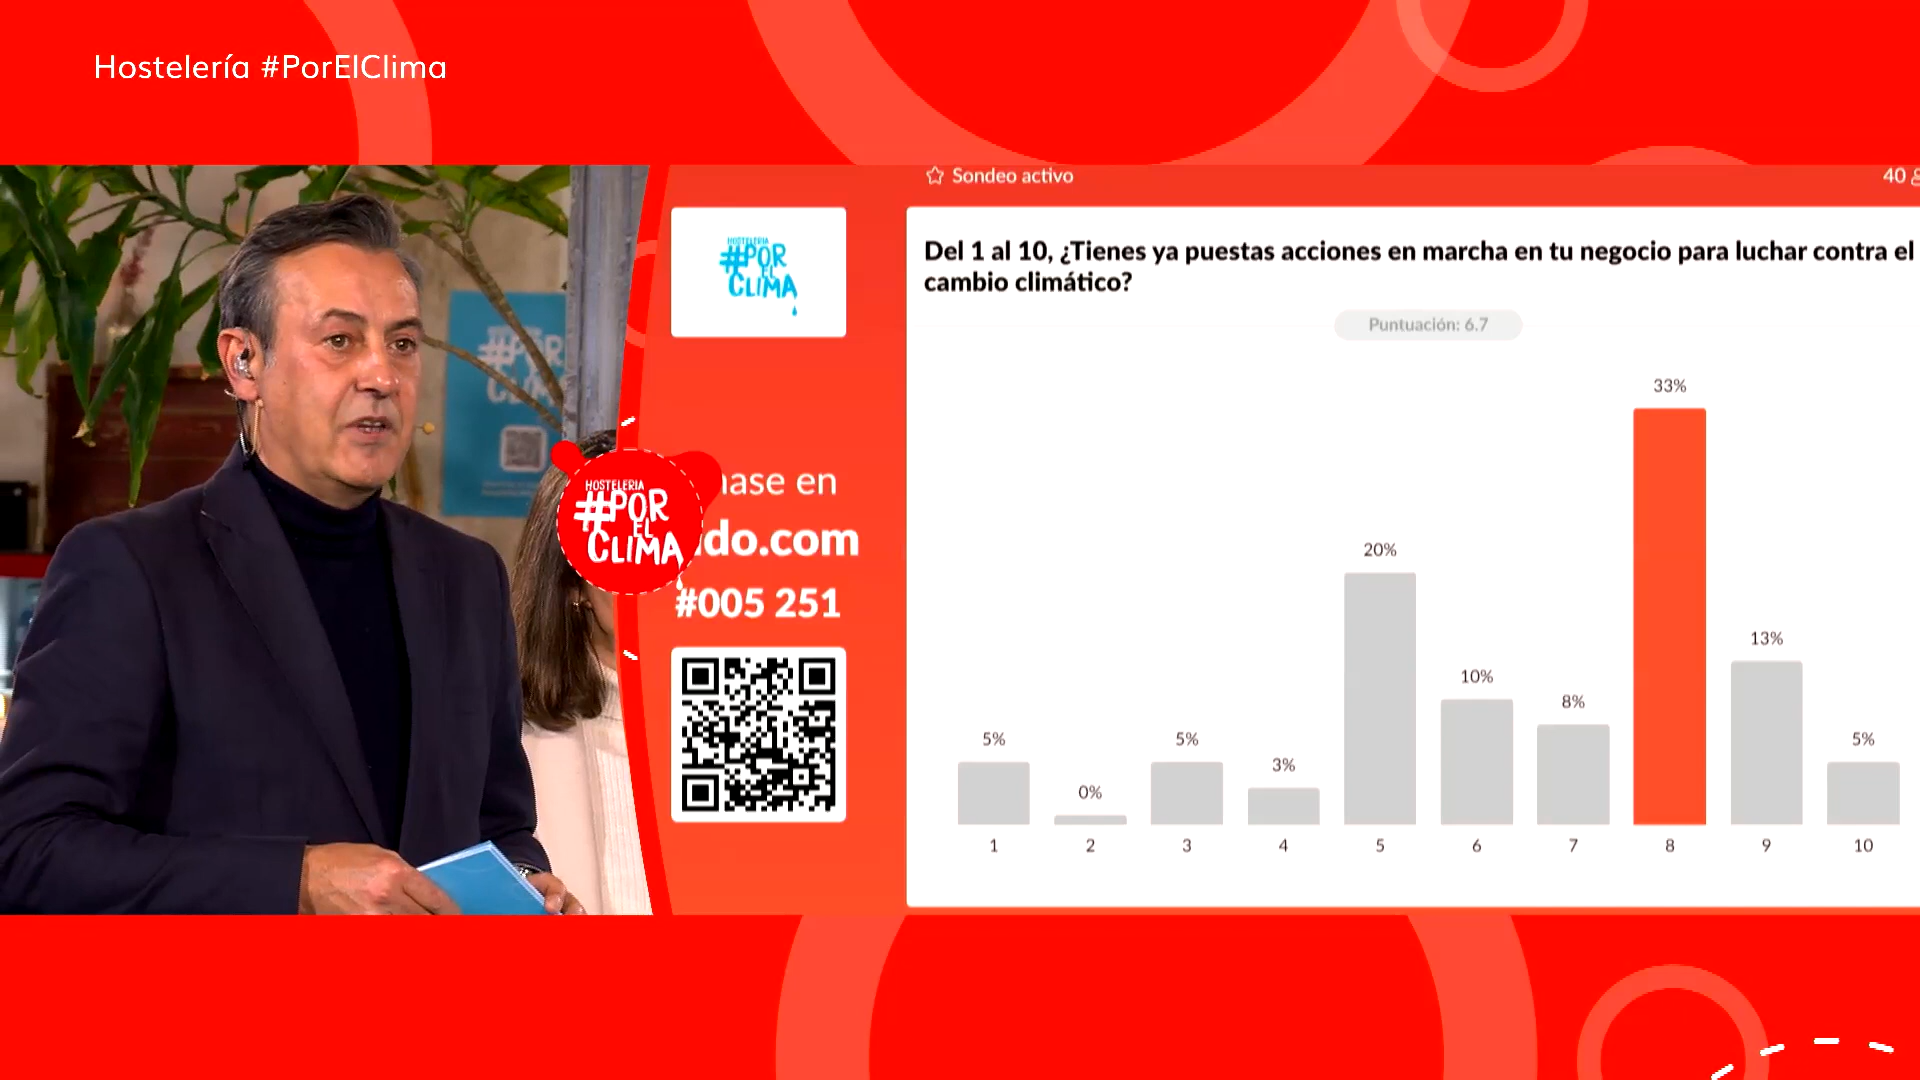 Hostelería #PorElClima
#POR
EL
CLIMA
HOSTELERIA
#POR
EL
CLIMA
HOSTELERIA
#POR
EL
CLIMA
en
do.com
#005 251
Sondeo activo
40
Del 1 al 10, ¿Tienes ya puestas acciones en marcha en tu negocio para luchar contra el
cambio climático?
Puntuación: 6.7
5% 0% 5% 3% 20% 10% 8% 33% 13% 5%
1 2 3 4 5 6 7 8 9 10